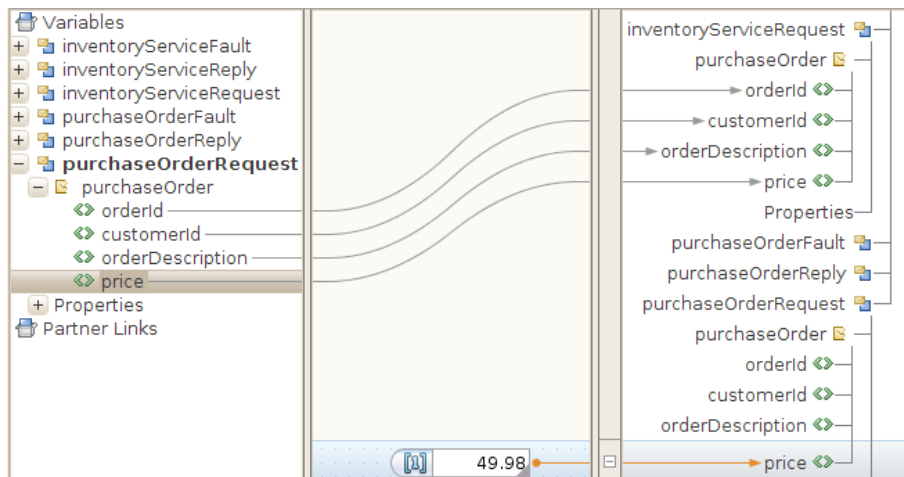 Variables
inventoryServiceFault
inventoryServiceReply
inventoryServiceRequest
purchaseOrderFault
purchaseOrderReply
purchaseOrderRequest
purchaseOrder
orderId
customerId
orderDescription
price
Properties
Partner Links
[1] 49.98
inventoryServiceRequest
purchaseOrder
orderId
customerId
orderDescription
price
Properties
purchaseOrderFault
purchaseOrderReply
purchaseOrderRequest
purchaseOrder
orderId
customerId
orderDescription
price